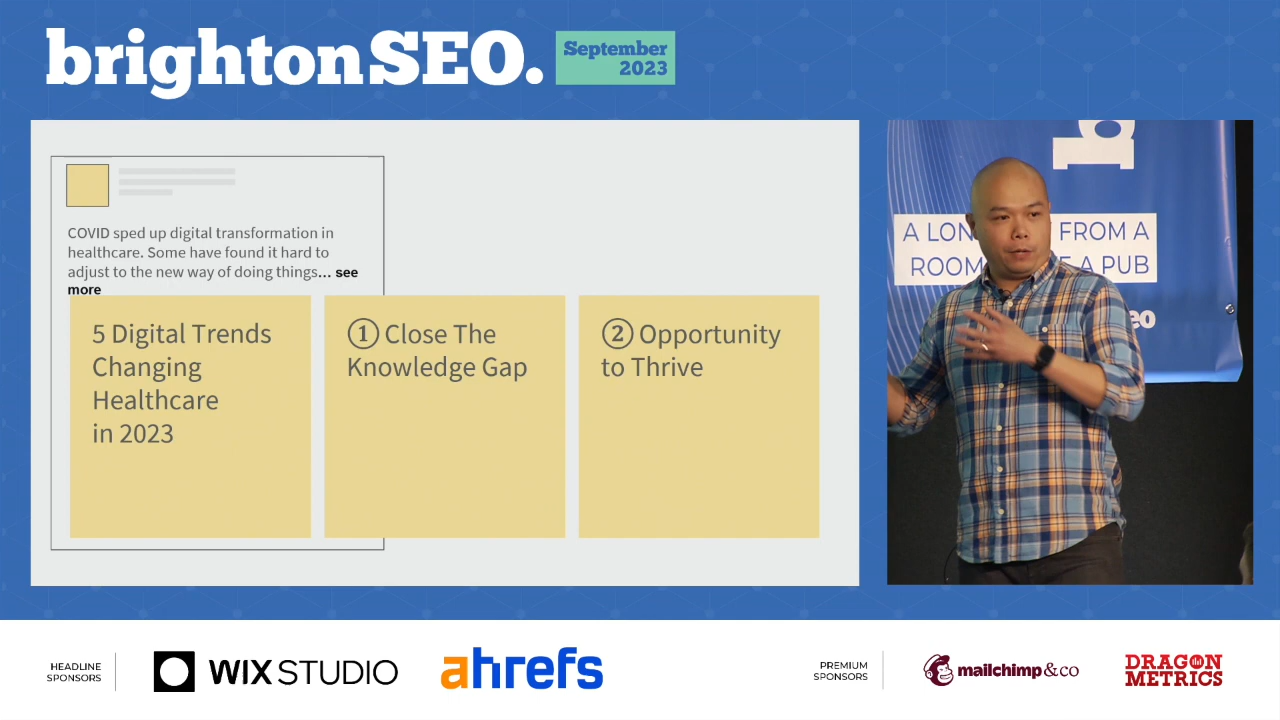 brightonSEO.
September
2023
COVID sped up digital transformation in
healthcare. Some have found it hard to
adjust to the new way of doing things... see
more
5 Digital Trends
Changing
Healthcare
in 2023
① Close The
Knowledge Gap
② Opportunity
to Thrive
b
A LON FROM A
ROOM E A PUB
eo
HEADLINE
SPONSORS
WIX STUDIO
ahrefs
PREMIUM
SPONSORS
mailchimp & co
DRAGON
METRICS